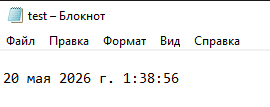 test – Блокнот
Файл Правка Формат Вид Справка
20 мая 2026 г. 1:38:56